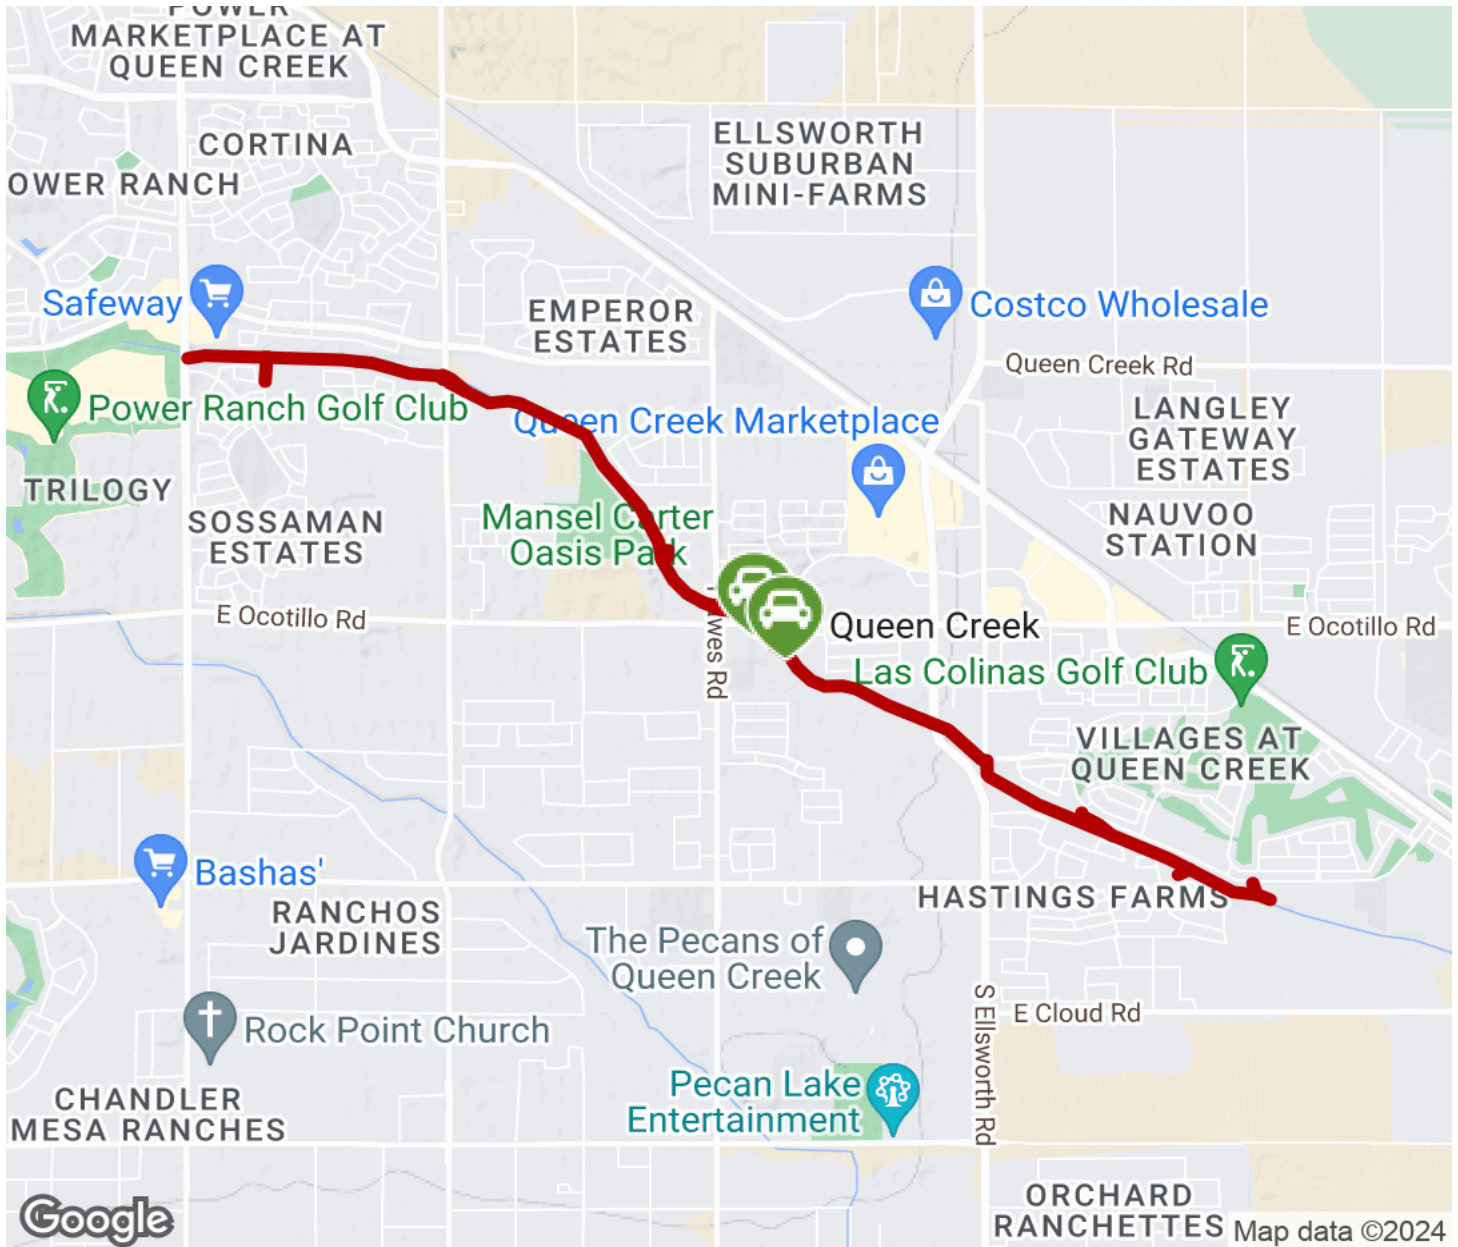 POWER
MARKETPLACE AT
QUEEN CREEK
CORTINA
OWER RANCH
ELLSWORTH
SUBURBAN
MINI-FARMS
Safeway
EMPEROR
ESTATES
Costco Wholesale
Queen Creek Rd
Power Ranch Golf Club
Queen Creek Marketplace
LANGLEY
GATEWAY
ESTATES
TRILOGY
SOSSAMAN
ESTATES
Mansel Carter
Oasis Park
NAUVOO
STATION
E Ocotillo Rd
Queen Creek
E Ocotillo Rd
wes Rd
Las Colinas Golf Club
VILLAGES AT
QUEEN CREEK
Bashas'
RANCHOS
JARDINES
HASTINGS FARMS
The Pecans of
Queen Creek
S Ellsworth Rd
E Cloud Rd
Rock Point Church
Pecan Lake
Entertainment
CHANDLER
MESA RANCHES
ORCHARD
RANCHETTES
Google
Map data ©2024